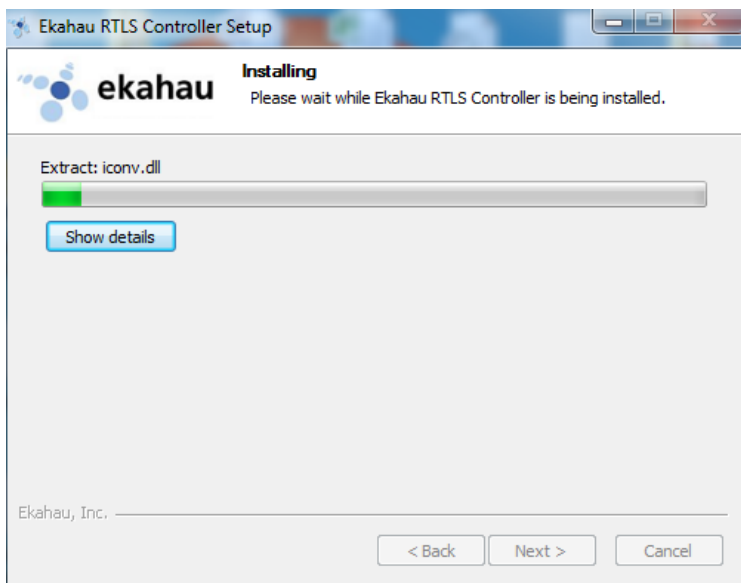 Ekahau RTLS Controller Setup
ekahau
Installing
Please wait while Ekahau RTLS Controller is being installed.
Extract: iconv.dll
Show details
Ekahau, Inc.
< Back
Next >
Cancel